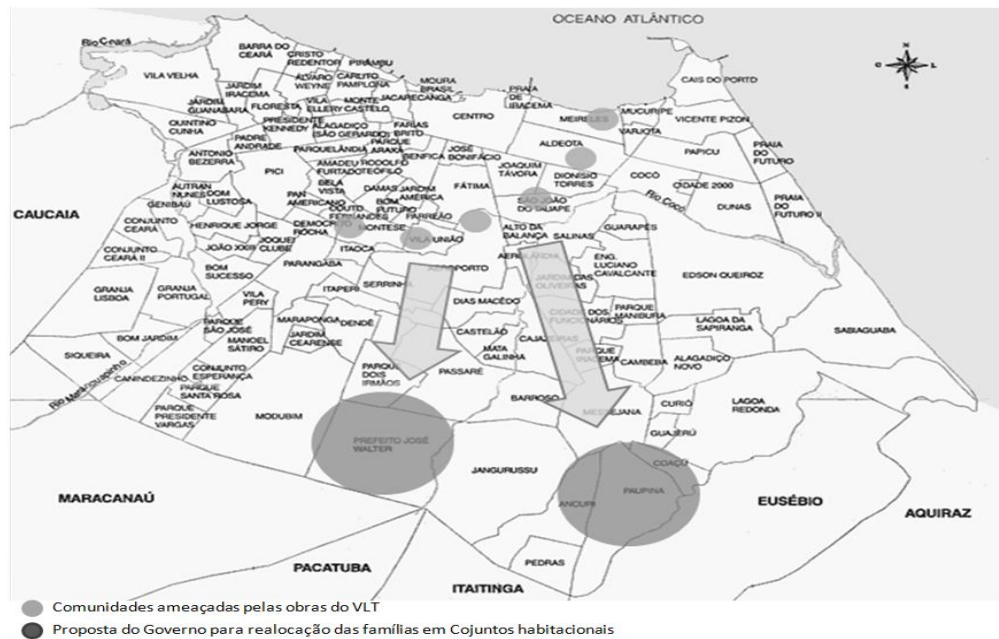 OCEANO ATLÂNTICO
Rio Ceará
N
O
L
S
BARRA DO
CEARÁ
CRISTO
REDENTOR
PIRAMBU
VILA VELHA
ÁLVARO
WEYNE
CARLITO
PAMPLONA
MOURA
BRASIL
PRAIA
DE
IRACEMA
CAIS DO PORTO
JARDIM
IRACEMA
JARDIM
GUANABARA
FLORESTA
VILA
ELLERY
MONTE
CASTELO
JACARECANGA
CENTRO
MEIRELES
MUCURIPE
VARJOTA
VICENTE PIZON
QUINTINO
CUNHA
PRESIDENTE
KENNEDY
ALAGADIÇO
(SÃO GERARDO)
FARIAS
BRITO
PADRE
ANDRADE
PARQUELÂNDIA
PARQUE
ARAXÁ
BENFICA
JOSÉ
BONIFÁCIO
ALDEOTA
PAPICU
PRAIA
DO
FUTURO
ANTONIO
BEZERRA
PICI
AMADEU
FURTADO
RODOLFO
TEÓFILO
JOAQUIM
TÁVORA
DIONÍSIO
TORRES
COCÓ
CIDADE 2000
AUTRAN
NUNES
DOM
LUSTOSA
GENIBAÚ
PAN
AMERICANO
BELA
VISTA
DAMAS
JARDIM
AMÉRICA
FÁTIMA
BOM
FUTURO
COUTO
FERNANDES
PARREÃO
SÃO JOÃO
DO TAUAPE
Rio Cocó
DUNAS
PRAIA
DO
FUTURO II
CAUCAIA
CONJUNTO
CEARÁ
HENRIQUE JORGE
DEMOCRITO
ROCHA
MONTESE
VILA UNIÃO
ALTO DA
BALANÇA
SALINAS
GUARAPES
JOÃO XXIII
JOQUEI
CLUBE
ITAOCA
CONJUNTO
CEARÁ II
BOM
SUCESSO
PARANGABA
AEROPORTO
AEROLÂNDIA
ENG.
LUCIANO
CAVALCANTE
EDSON QUEIROZ
GRANJA
LISBOA
GRANJA
PORTUGAL
VILA
PERY
ITAPERI
SERRINHA
JARDIM DAS
OLIVEIRAS
DIAS MACÊDO
CIDADE DOS
FUNCIONÁRIOS
PARQUE
MANIBURA
LAGOA DA
SAPIRANGA
SABIAGUABA
PARQUE
SÃO JOSÉ
MARAPONGA
DENDÊ
JARDIM
CEARENSE
CASTELÃO
CAJAZEIRAS
BOM JARDIM
MANOEL
SÁTIRO
MATA
GALINHA
PARQUE
IRACEMA
CAMBEBA
ALAGADIÇO
NOVO
SIQUEIRA
Rio Maranguapinho
CANINDEZINHO
CONJUNTO
ESPERANÇA
PARQUE
SANTA ROSA
PARQUE
DOIS
IRMÃOS
PASSARÉ
BARROSO
MESSEJANA
CURIÓ
LAGOA
REDONDA
PARQUE
PRESIDENTE
VARGAS
MODUBIM
GUAJERÚ
PREFEITO JOSÉ
WALTER
JANGURUSSU
COAÇÚ
PAUPINA
ANCURI
MARACANAÚ
EUSÉBIO
AQUIRAZ
PACATUBA
PEDRAS
ITAITINGA
Comunidades ameaçadas pelas obras do VLT
Proposta do Governo para realocação das famílias em Cojuntos habitacionais